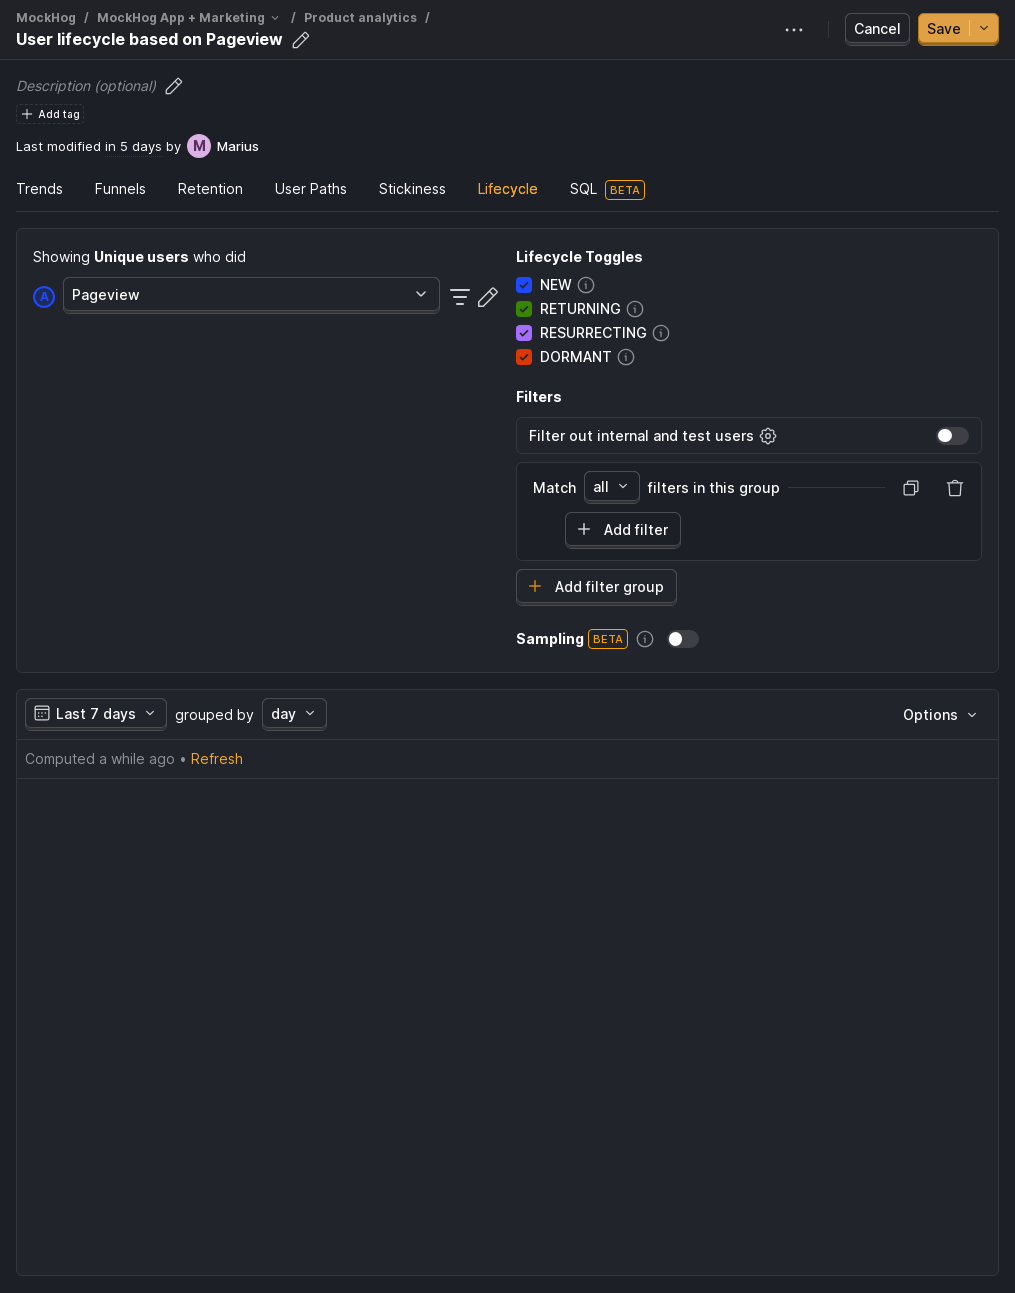 MockHog / MockHog App + Marketing / Product analytics /
User lifecycle based on Pageview
Cancel
Save
Description (optional)
Add tag
Last modified in 5 days by M Marius
Trends Funnels Retention User Paths Stickiness Lifecycle SQL BETA
Showing Unique users who did
A Pageview
Lifecycle Toggles
NEW
RETURNING
RESURRECTING
DORMANT
Filters
Filter out internal and test users
Match all filters in this group
Add filter
Add filter group
Sampling BETA
Last 7 days grouped by day
Options
Computed a while ago • Refresh